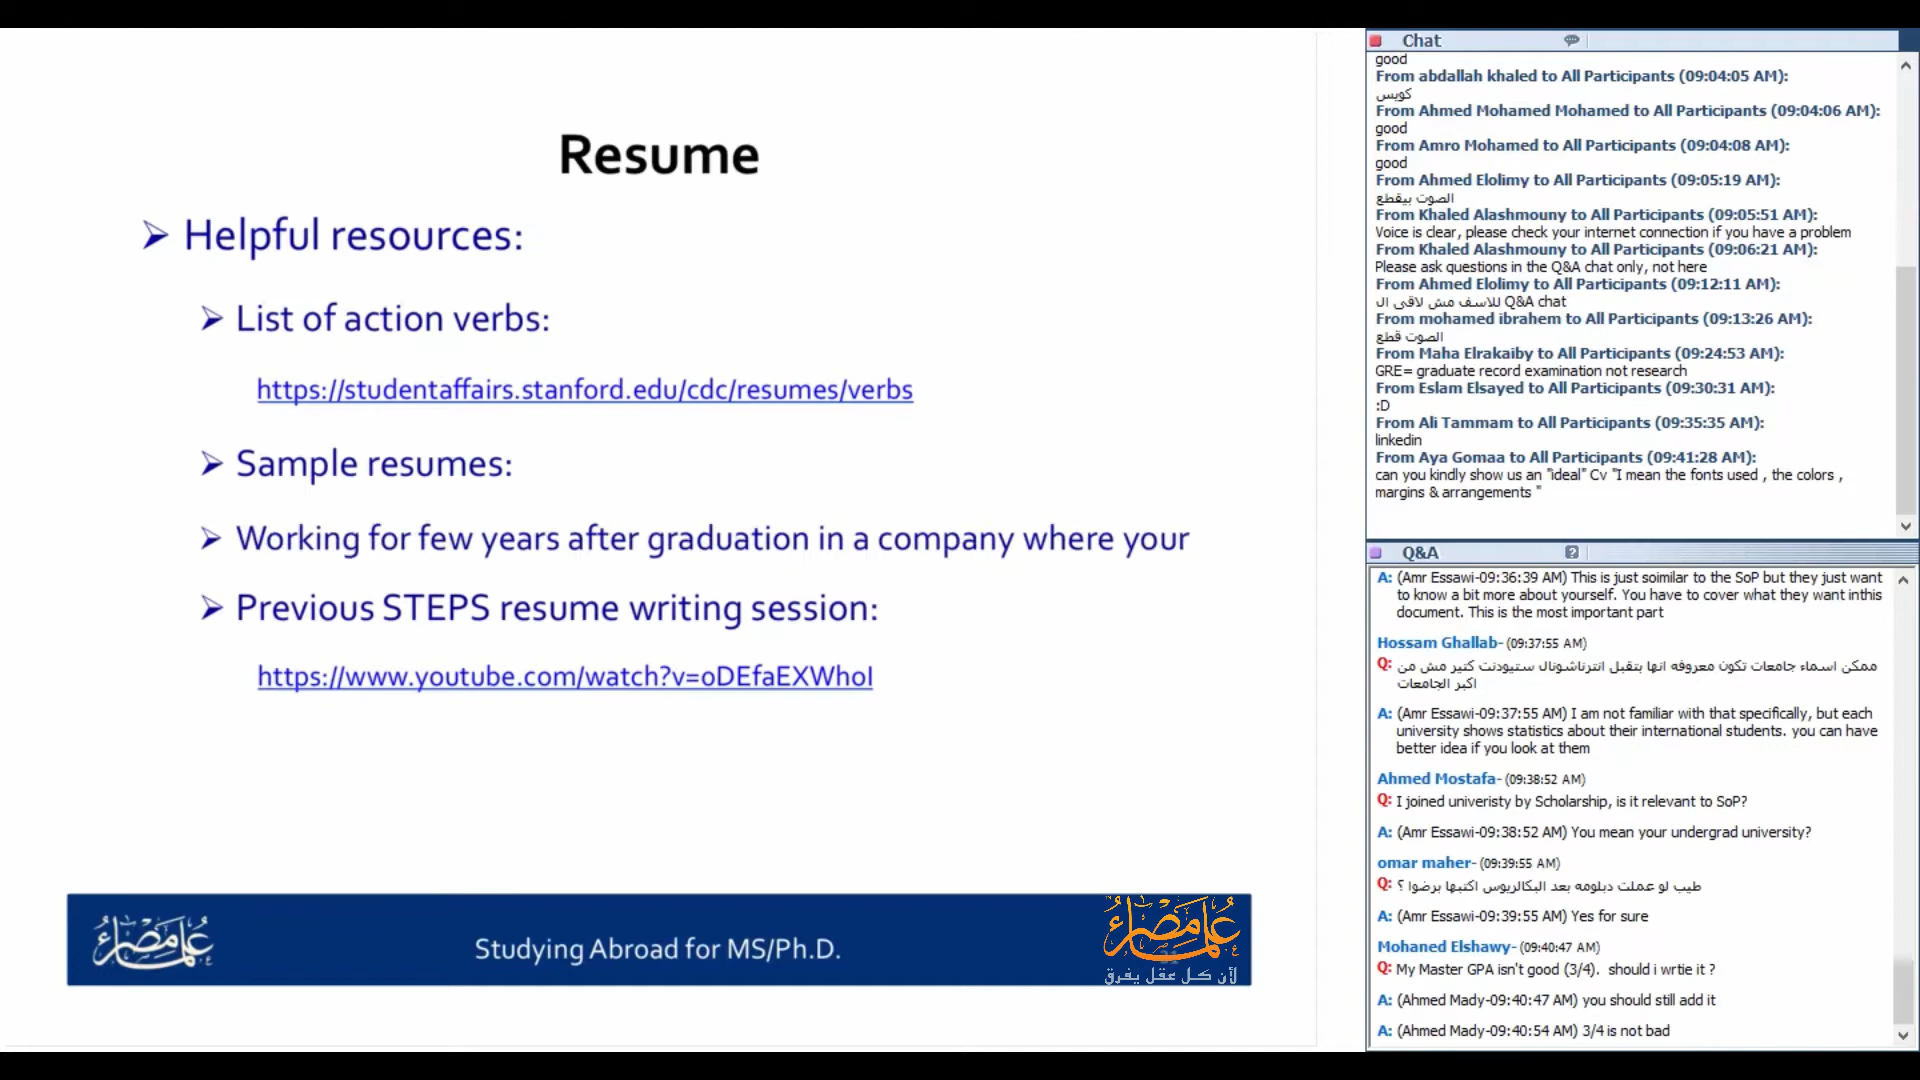 Resume
Helpful resources:
List of action verbs:
https://studentaffairs.stanford.edu/cdc/resumes/verbs
Sample resumes:
Working for few years after graduation in a company where your
Previous STEPS resume writing session:
https://www.youtube.com/watch?v=oDEfaEXWhoI
علماء مصر
Studying Abroad for MS/Ph.D.
علماء مصر
لأن كل عقل يفرق
Chat
good
From abdallah khaled to All Participants (09:04:05 AM):
كويس
From Ahmed Mohamed Mohamed to All Participants (09:04:06 AM):
good
From Amro Mohamed to All Participants (09:04:08 AM):
good
From Ahmed Elolimy to All Participants (09:05:19 AM):
الصوت بيقطع
From Khaled Alashmouny to All Participants (09:05:51 AM):
Voice is clear, please check your internet connection if you have a problem
From Khaled Alashmouny to All Participants (09:06:21 AM):
Please ask questions in the Q&A chat only, not here
From Ahmed Elolimy to All Participants (09:12:11 AM):
للاسف مش لاقى ال Q&A chat
From mohamed ibrahem to All Participants (09:13:26 AM):
الصوت قطع
From Maha Elrakaiby to All Participants (09:24:53 AM):
GRE= graduate record examination not research
From Eslam Elsayed to All Participants (09:30:31 AM):
:D
From Ali Tammam to All Participants (09:35:35 AM):
linkedin
From Aya Gomaa to All Participants (09:41:28 AM):
can you kindly show us an "ideal" Cv "I mean the fonts used , the colors ,
margins & arrangements "
Q&A
A: (Amr Essawi-09:36:39 AM) This is just soimilar to the SoP but they just want
to know a bit more about yourself. You have to cover what they want inthis
document. This is the most important part
Hossam Ghallab- (09:37:55 AM)
Q: ممكن اسماء جامعات تكون معروفه انها بتقبل انترناشونال ستيودنت كتير مش من
اكبر الجامعات
A: (Amr Essawi-09:37:55 AM) I am not familiar with that specifically, but each
university shows statistics about their international students. you can have
better idea if you look at them
Ahmed Mostafa- (09:38:52 AM)
Q: I joined univeristy by Scholarship, is it relevant to SoP?
A: (Amr Essawi-09:38:52 AM) You mean your undergrad university?
omar maher- (09:39:55 AM)
Q: طيب لو عملت دبلومه بعد البكالريوس اكتبها برضوا ؟
A: (Amr Essawi-09:39:55 AM) Yes for sure
Mohaned Elshawy- (09:40:47 AM)
Q: My Master GPA isn't good (3/4). should i wrtie it ?
A: (Ahmed Mady-09:40:47 AM) you should still add it
A: (Ahmed Mady-09:40:54 AM) 3/4 is not bad